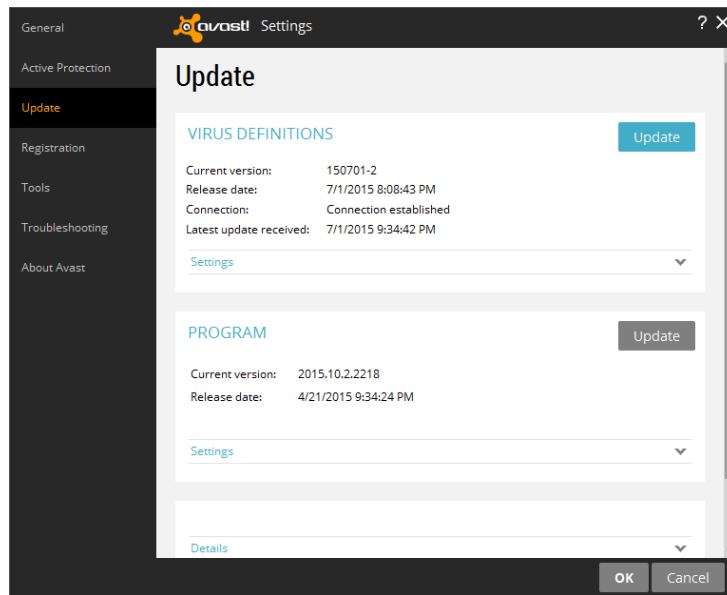 General
Active Protection
Update
Registration
Tools
Troubleshooting
About Avast
avast! Settings
?
Update
VIRUS DEFINITIONS
Update
Current version: 150701-2
Release date: 7/1/2015 8:08:43 PM
Connection: Connection established
Latest update received: 7/1/2015 9:34:42 PM
Settings
PROGRAM
Update
Current version: 2015.10.2.2218
Release date: 4/21/2015 9:34:24 PM
Settings
Details
OK
Cancel